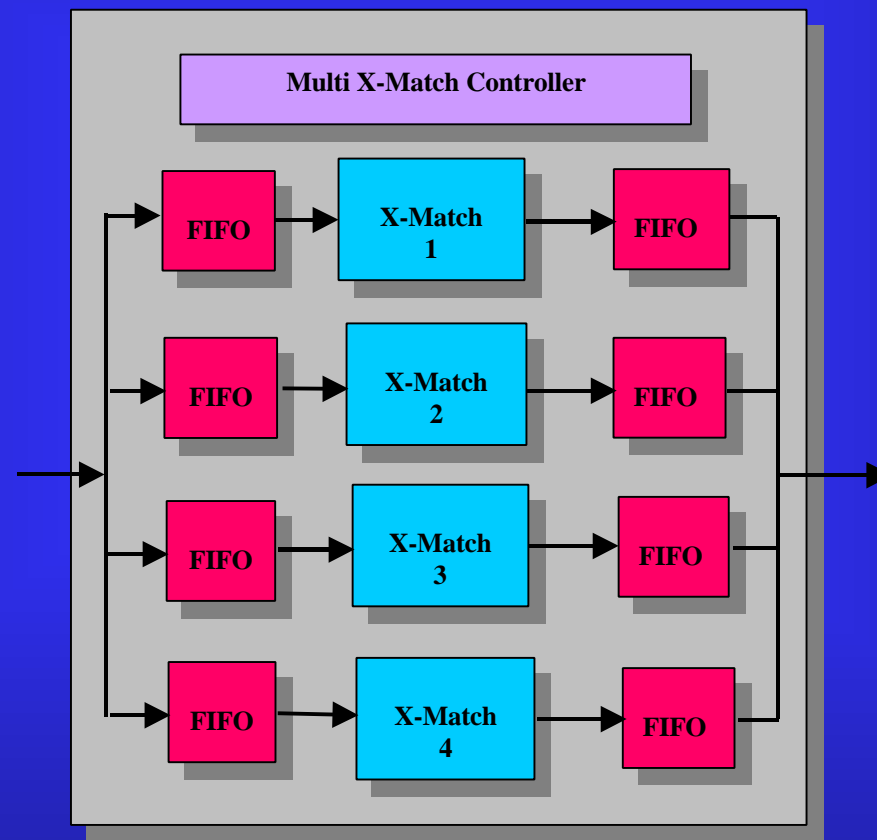 Multi X-Match Controller
FIFO
X-Match
1
FIFO
FIFO
X-Match
2
FIFO
FIFO
X-Match
3
FIFO
FIFO
X-Match
4
FIFO